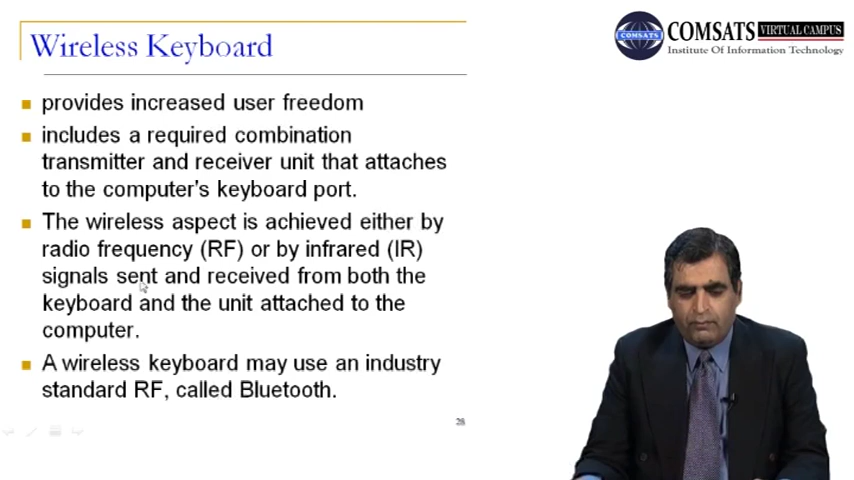 Wireless Keyboard
COMSATS VIRTUAL CAMPUS
COMSATS
Institute Of Information Technology
provides increased user freedom
includes a required combination
transmitter and receiver unit that attaches
to the computer's keyboard port.
The wireless aspect is achieved either by
radio frequency (RF) or by infrared (IR)
signals sent and received from both the
keyboard and the unit attached to the
computer.
A wireless keyboard may use an industry
standard RF, called Bluetooth.
28